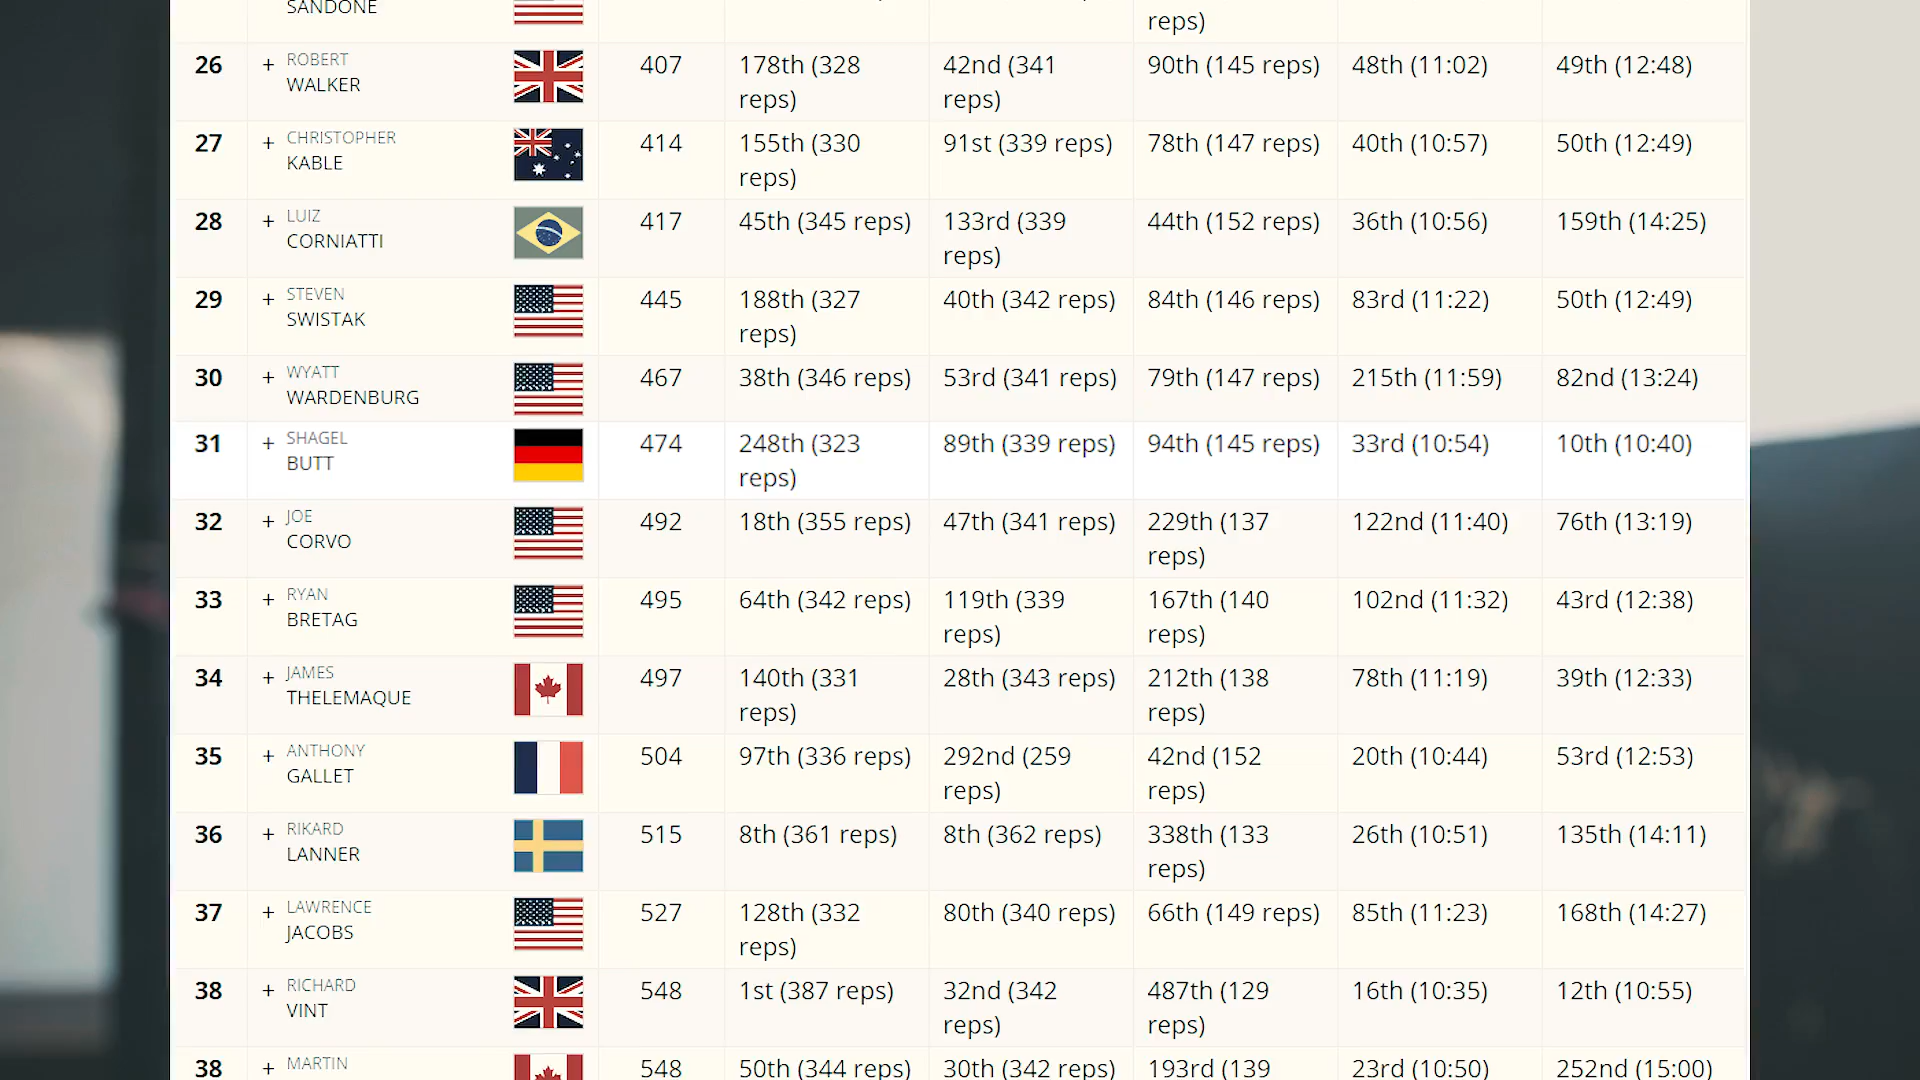 SANDONE
reps)
26 + ROBERT WALKER 407 178th (328 reps) 42nd (341 reps) 90th (145 reps) 48th (11:02) 49th (12:48)
27 + CHRISTOPHER KABLE 414 155th (330 reps) 91st (339 reps) 78th (147 reps) 40th (10:57) 50th (12:49)
28 + LUIZ CORNIATTI 417 45th (345 reps) 133rd (339 reps) 44th (152 reps) 36th (10:56) 159th (14:25)
29 + STEVEN SWISTAK 445 188th (327 reps) 40th (342 reps) 84th (146 reps) 83rd (11:22) 50th (12:49)
30 + WYATT WARDENBURG 467 38th (346 reps) 53rd (341 reps) 79th (147 reps) 215th (11:59) 82nd (13:24)
31 + SHAGEL BUTT 474 248th (323 reps) 89th (339 reps) 94th (145 reps) 33rd (10:54) 10th (10:40)
32 + JOE CORVO 492 18th (355 reps) 47th (341 reps) 229th (137 reps) 122nd (11:40) 76th (13:19)
33 + RYAN BRETAG 495 64th (342 reps) 119th (339 reps) 167th (140 reps) 102nd (11:32) 43rd (12:38)
34 + JAMES THELEMAQUE 497 140th (331 reps) 28th (343 reps) 212th (138 reps) 78th (11:19) 39th (12:33)
35 + ANTHONY GALLET 504 97th (336 reps) 292nd (259 reps) 42nd (152 reps) 20th (10:44) 53rd (12:53)
36 + RIKARD LANNER 515 8th (361 reps) 8th (362 reps) 338th (133 reps) 26th (10:51) 135th (14:11)
37 + LAWRENCE JACOBS 527 128th (332 reps) 80th (340 reps) 66th (149 reps) 85th (11:23) 168th (14:27)
38 + RICHARD VINT 548 1st (387 reps) 32nd (342 reps) 487th (129 reps) 16th (10:35) 12th (10:55)
38 + MARTIN 548 50th (344 reps) 30th (342 reps) 193rd (139 23rd (10:50) 252nd (15:00)